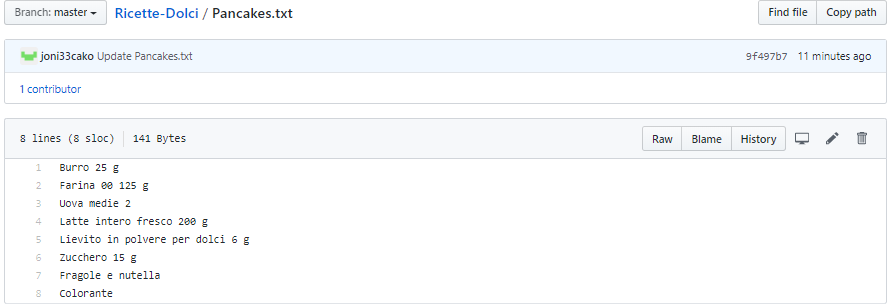 Branch: master
Ricette-Dolci / Pancakes.txt
Find file
Copy path
joni33cako Update Pancakes.txt
9f497b7 11 minutes ago
1 contributor
8 lines (8 sloc) 141 Bytes
Raw
Blame
History
1 Burro 25 g
2 Farina 00 125 g
3 Uova medie 2
4 Latte intero fresco 200 g
5 Lievito in polvere per dolci 6 g
6 Zucchero 15 g
7 Fragole e nutella
8 Colorante